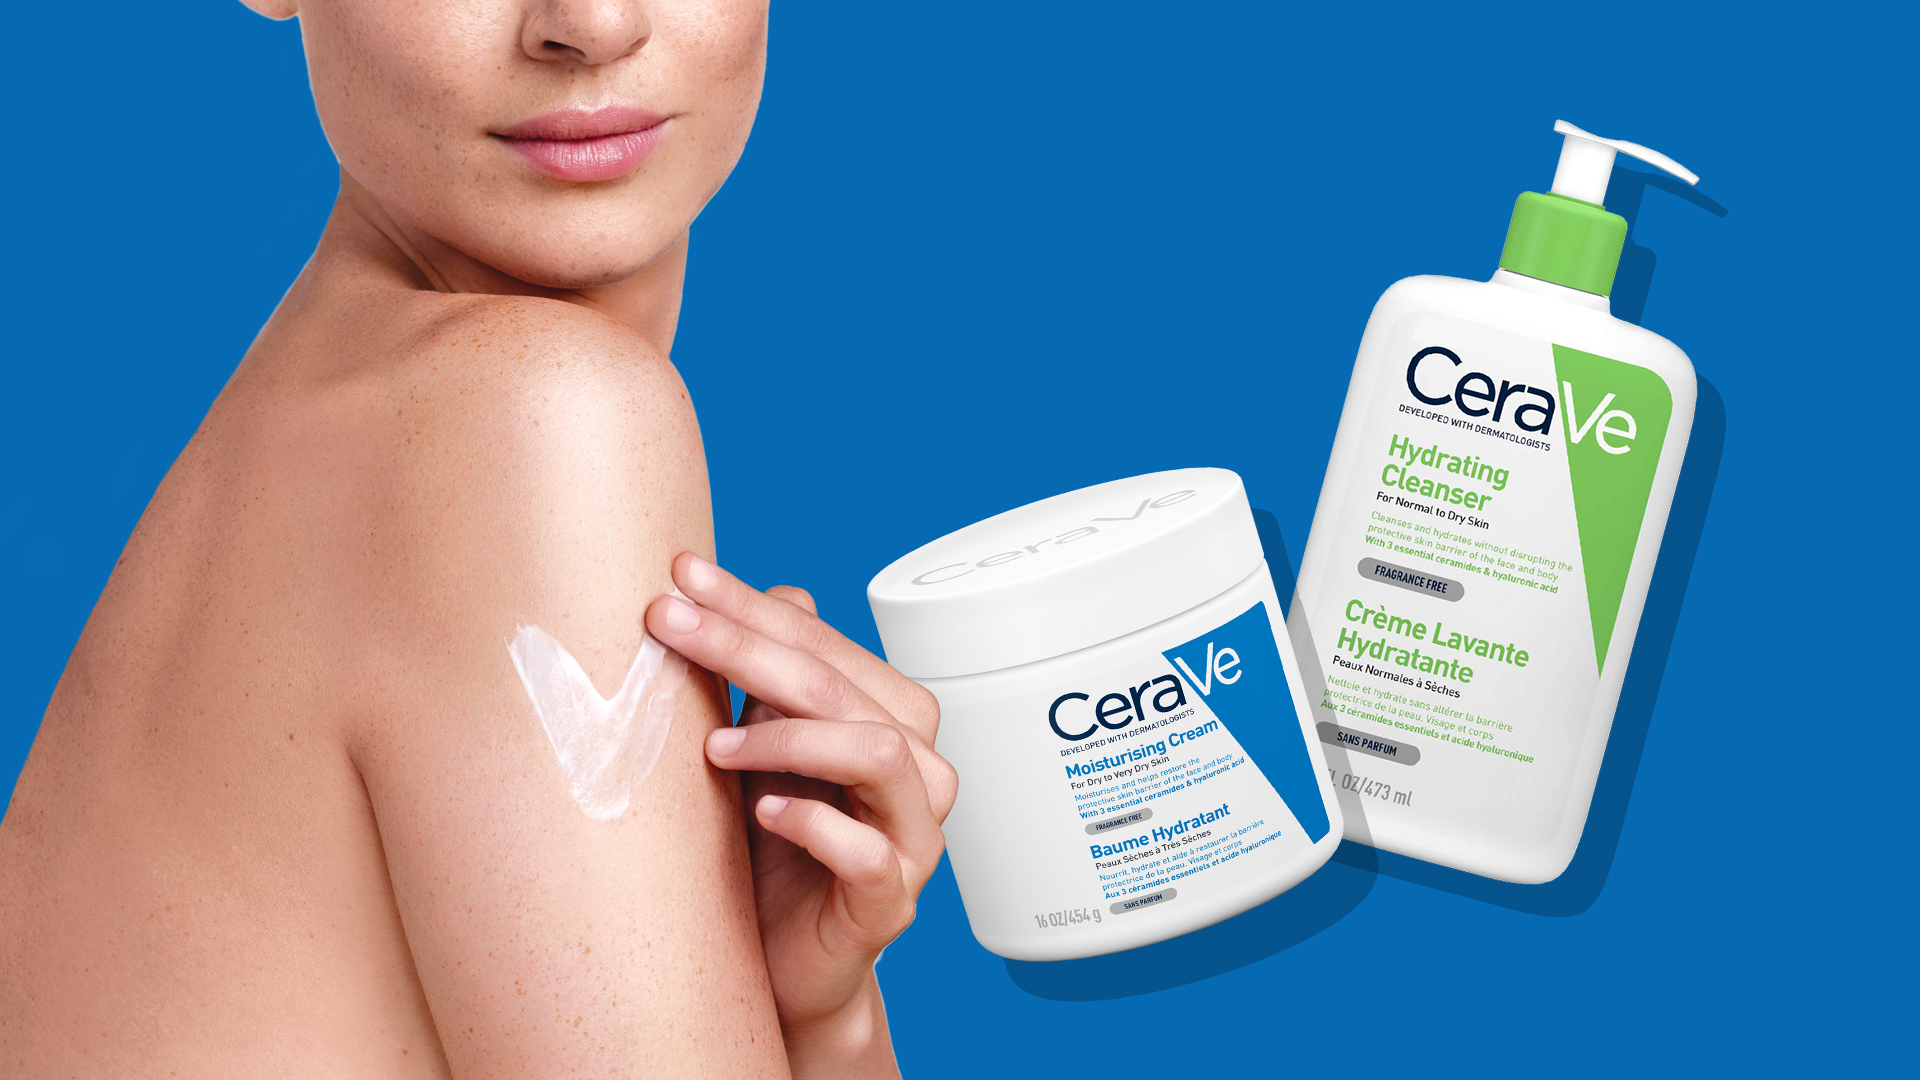 CeraVe
CeraVe
DEVELOPED WITH DERMATOLOGISTS
Moisturising Cream
For Dry to Very Dry Skin
Moisturises and helps restore the
protective skin barrier of the face and body
With 3 essential ceramides & hyaluronic acid
FRAGRANCE FREE
Baume Hydratant
Peaux Sèches à Très Sèches
Nourrit, hydrate et aide à restaurer la barrière
protectrice de la peau. Visage et corps
Aux 3 céramides essentiels et acide hyaluronique
SANS PARFUM
16 OZ/454 g
CeraVe
DEVELOPED WITH DERMATOLOGISTS
Hydrating
Cleanser
For Normal to Dry Skin
Cleanses and hydrates without disrupting the
protective skin barrier of the face and body
With 3 essential ceramides & hyaluronic acid
FRAGRANCE FREE
Crème Lavante
Hydratante
Peaux Normales à Sèches
Nettoie et hydrate sans altérer la barrière
protectrice de la peau. Visage et corps
Aux 3 céramides essentiels et acide hyaluronique
SANS PARFUM
L OZ/473 ml